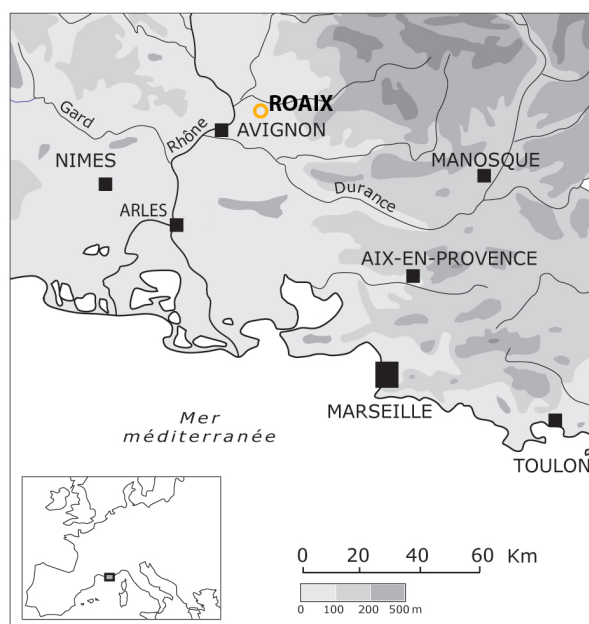 ROAIX
Gard
Rhône
AVIGNON
NIMES
MANOSQUE
Durance
ARLES
AIX-EN-PROVENCE
MARSEILLE
Mer
méditerranée
TOULON
0 20 40 60 Km
0 100 200 500 m